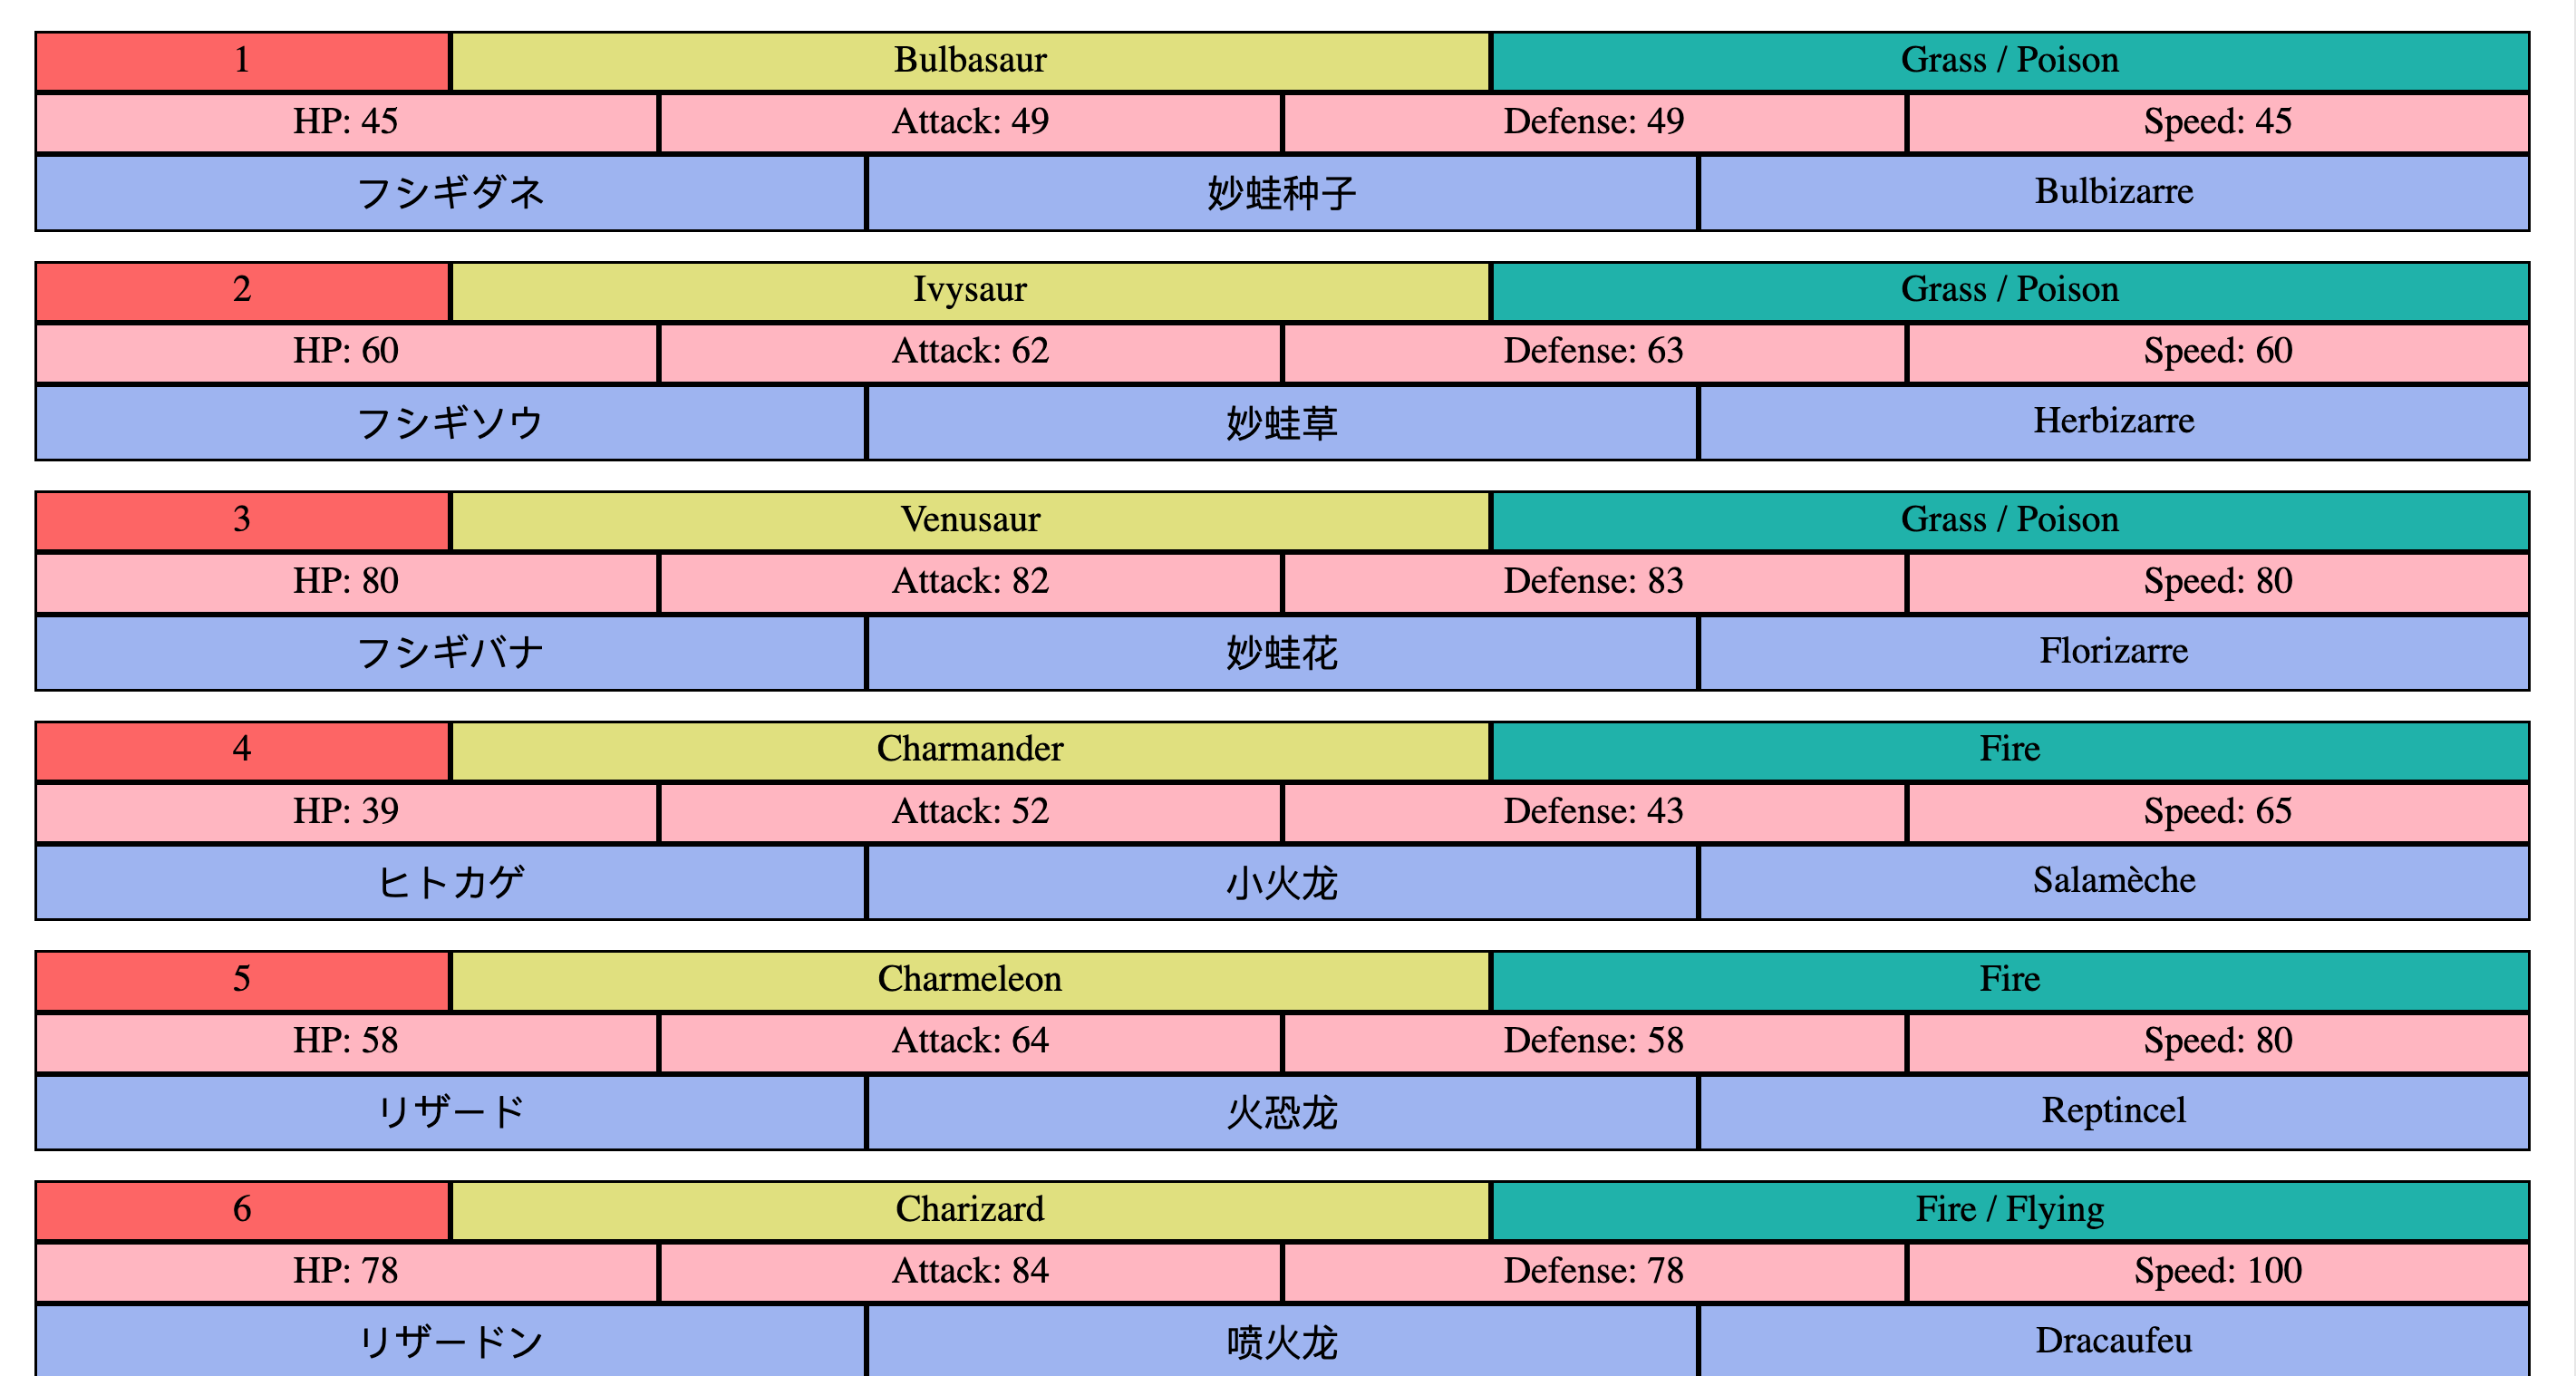 1 Bulbasaur Grass / Poison
HP: 45 Attack: 49 Defense: 49 Speed: 45
フシギダネ 妙蛙种子 Bulbizarre
2 Ivysaur Grass / Poison
HP: 60 Attack: 62 Defense: 63 Speed: 60
フシギソウ 妙蛙草 Herbizarre
3 Venusaur Grass / Poison
HP: 80 Attack: 82 Defense: 83 Speed: 80
フシギバナ 妙蛙花 Florizarre
4 Charmander Fire
HP: 39 Attack: 52 Defense: 43 Speed: 65
ヒトカゲ 小火龙 Salamèche
5 Charmeleon Fire
HP: 58 Attack: 64 Defense: 58 Speed: 80
リザード 火恐龙 Reptincel
6 Charizard Fire / Flying
HP: 78 Attack: 84 Defense: 78 Speed: 100
リザードン 喷火龙 Dracaufeu